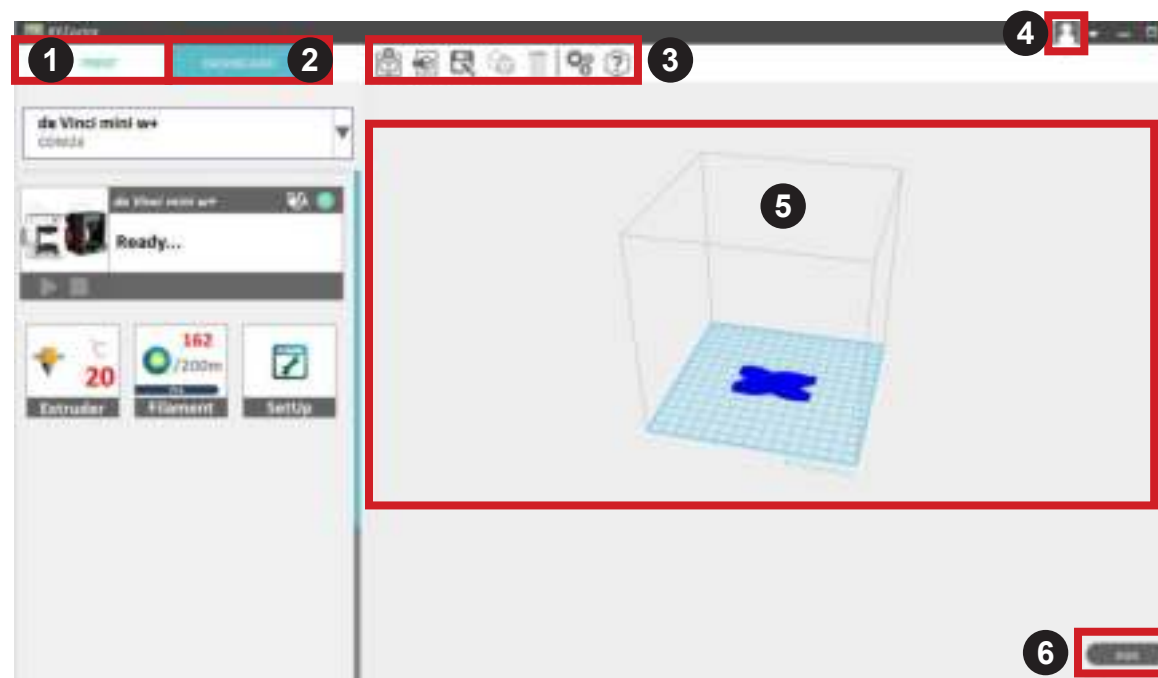 4
1
2
3
da Vinci mini w+
5
da Vinci mini w+
Ready...
°C
20
162
/200m
Extruder
Filament
SetUp
6